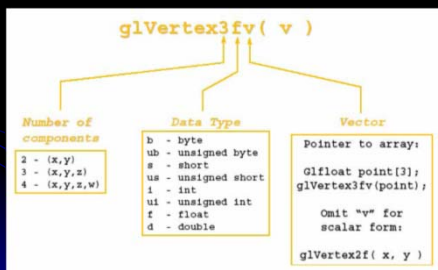 glVertex3fv( v )
Number of
components
2 - (x,y)
3 - (x,y,z)
4 - (x,y,z,w)
Data Type
b - byte
ub - unsigned byte
s - short
us - unsigned short
i - int
ui - unsigned int
f - float
d - double
Vector
Pointer to array:
Glfloat point[3];
glVertex3fv(point);
Omit "v" for
scalar form:
glVertex2f( x, y )